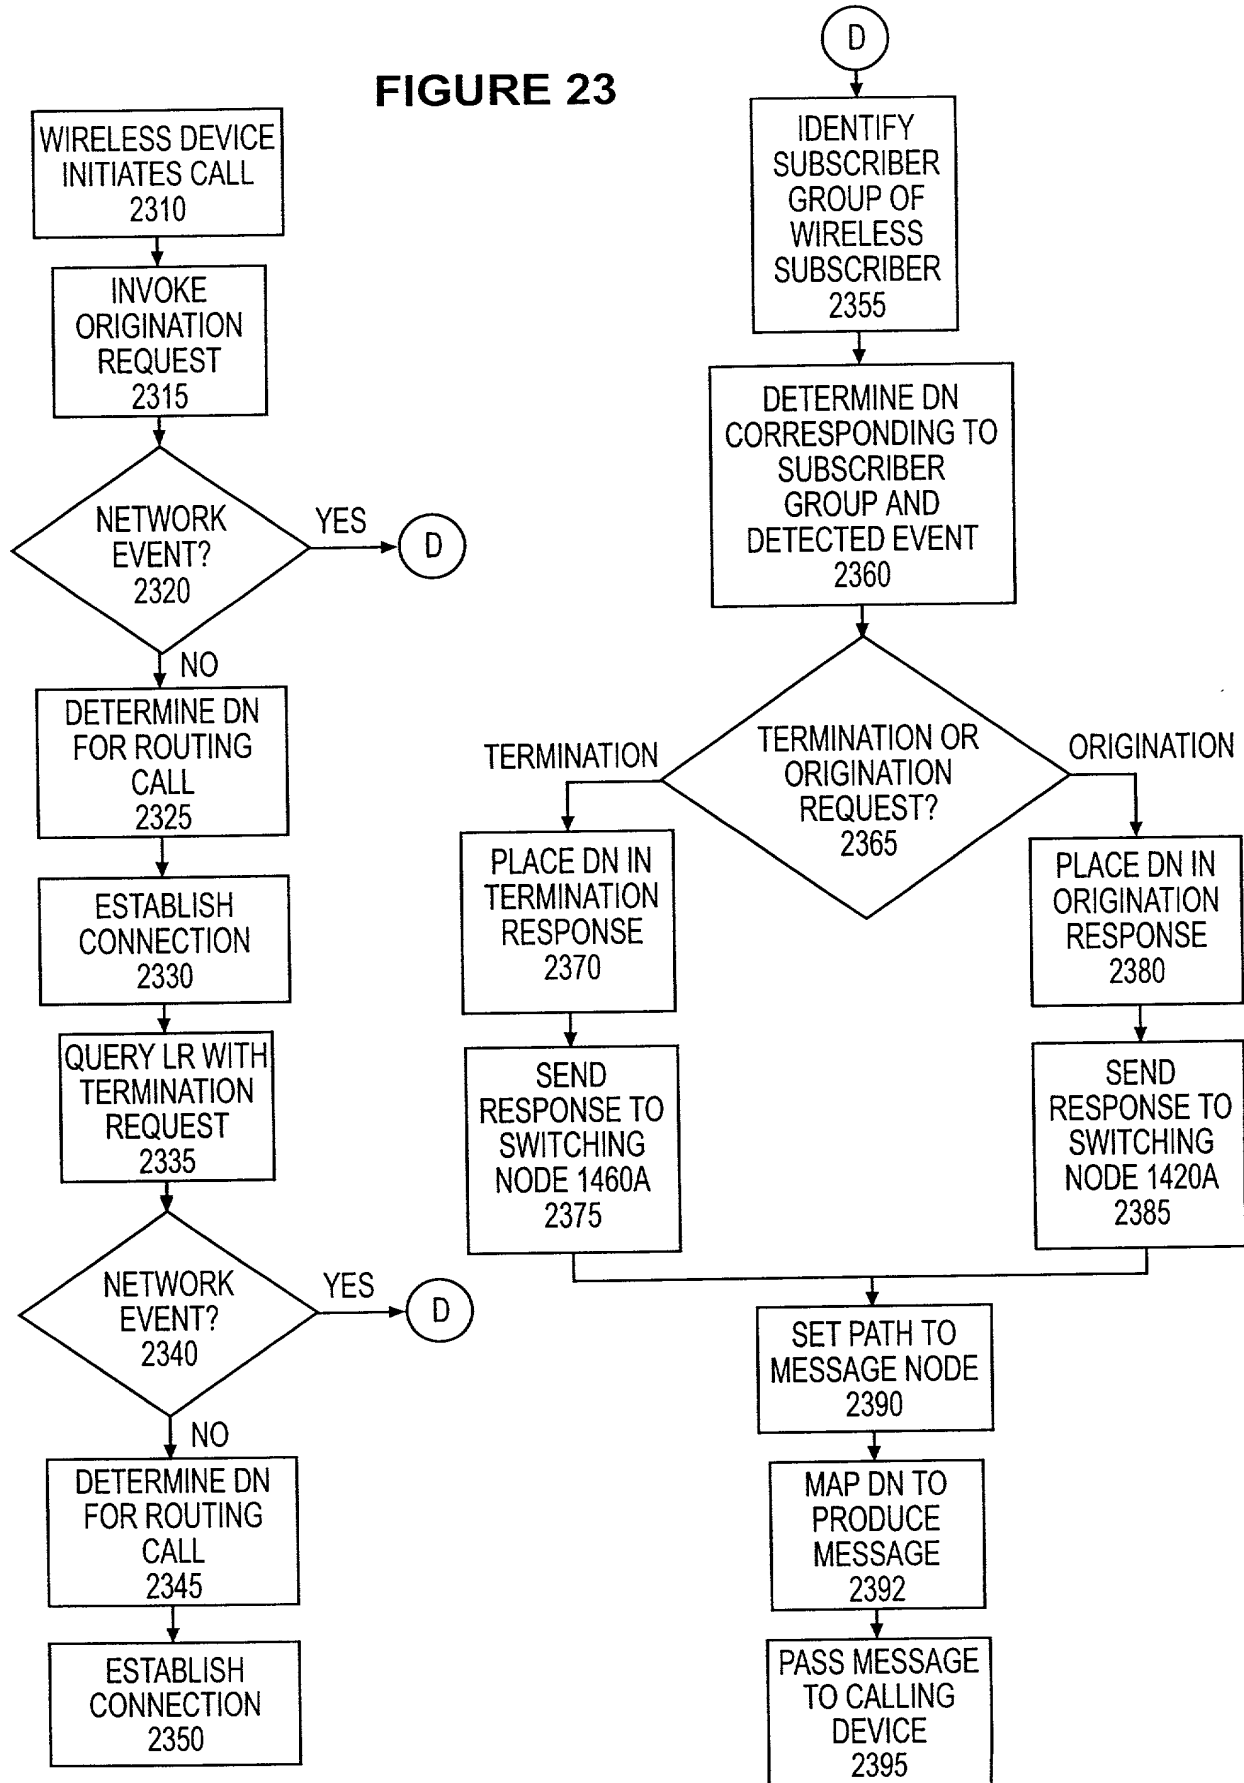 FIGURE 23
WIRELESS DEVICE
INITIATES CALL
2310
INVOKE
ORIGINATION
REQUEST
2315
NETWORK
EVENT?
2320
YES
D
NO
DETERMINE DN
FOR ROUTING
CALL
2325
ESTABLISH
CONNECTION
2330
QUERY LR WITH
TERMINATION
REQUEST
2335
NETWORK
EVENT?
2340
YES
D
NO
DETERMINE DN
FOR ROUTING
CALL
2345
ESTABLISH
CONNECTION
2350
D
IDENTIFY
SUBSCRIBER
GROUP OF
WIRELESS
SUBSCRIBER
2355
DETERMINE DN
CORRESPONDING TO
SUBSCRIBER
GROUP AND
DETECTED EVENT
2360
TERMINATION OR
ORIGINATION
REQUEST?
2365
TERMINATION
PLACE DN IN
TERMINATION
RESPONSE
2370
SEND
RESPONSE TO
SWITCHING
NODE 1460A
2375
ORIGINATION
PLACE DN IN
ORIGINATION
RESPONSE
2380
SEND
RESPONSE TO
SWITCHING
NODE 1420A
2385
SET PATH TO
MESSAGE NODE
2390
MAP DN TO
PRODUCE
MESSAGE
2392
PASS MESSAGE
TO CALLING
DEVICE
2395